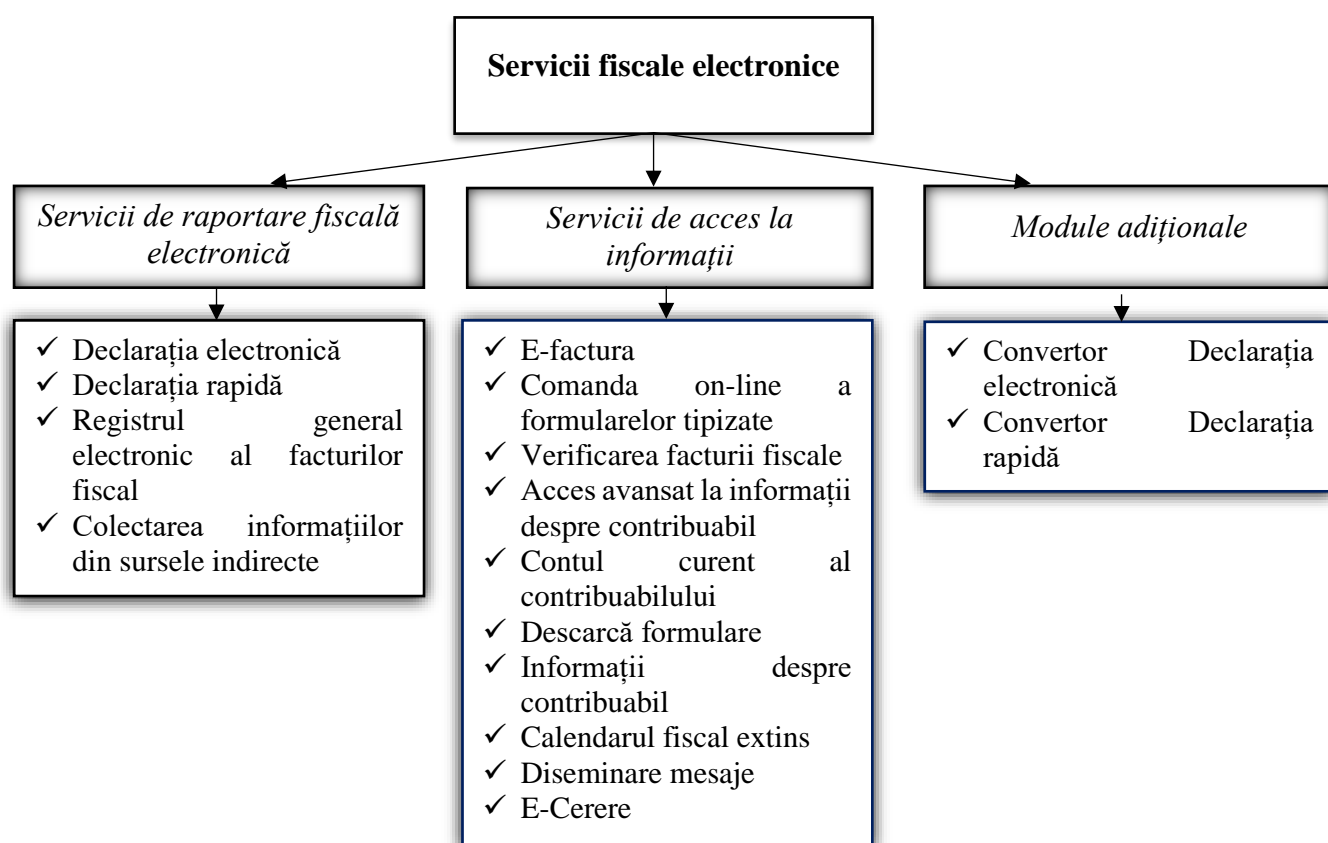 Servicii fiscale electronice
Servicii de raportare fiscală
electronică
✓ Declarația electronică
✓ Declarația rapidă
✓ Registrul general
electronic al facturilor
fiscal
✓ Colectarea informațiilor
din sursele indirecte
Servicii de acces la
informații
✓ E-factura
✓ Comanda on-line a
formularelor tipizate
✓ Verificarea facturii fiscale
✓ Acces avansat la informații
despre contribuabil
✓ Contul curent al
contribuabilului
✓ Descarcă formulare
✓ Informații despre
contribuabil
✓ Calendarul fiscal extins
✓ Diseminare mesaje
✓ E-Cerere
Module adiționale
✓ Convertor Declarația
electronică
✓ Convertor Declarația
rapidă